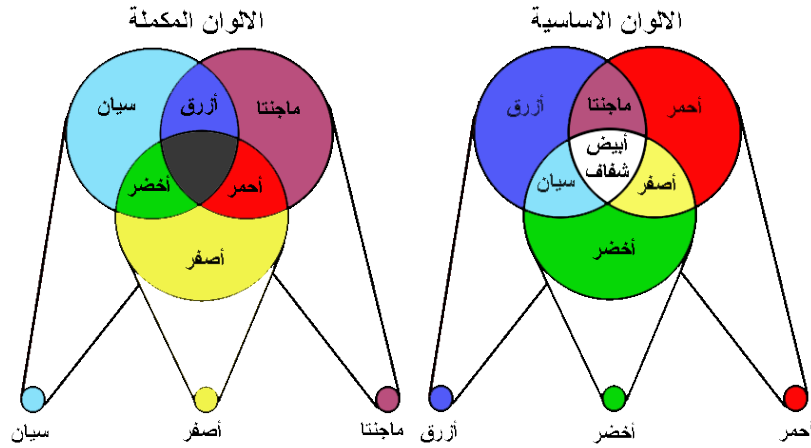 الالوان الاساسية
أحمر
ماجنتا
أزرق
أبيض
شفاف
أصفر
سيان
أخضر
أحمر
أخضر
أزرق
الالوان المكملة
ماجنتا
أزرق
سيان
أحمر
أخضر
أصفر
ماجنتا
أصفر
سيان